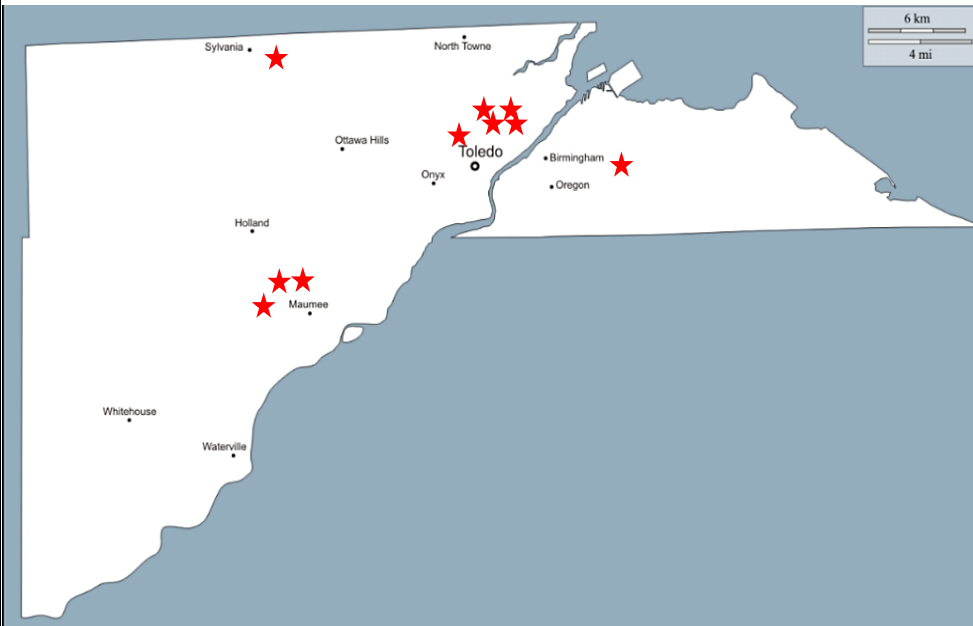 6 km
4 mi
North Towne
Sylvania
Ottawa Hills
Toledo
Birmingham
Onyx
Oregon
Holland
Maumee
Whitehouse
Waterville